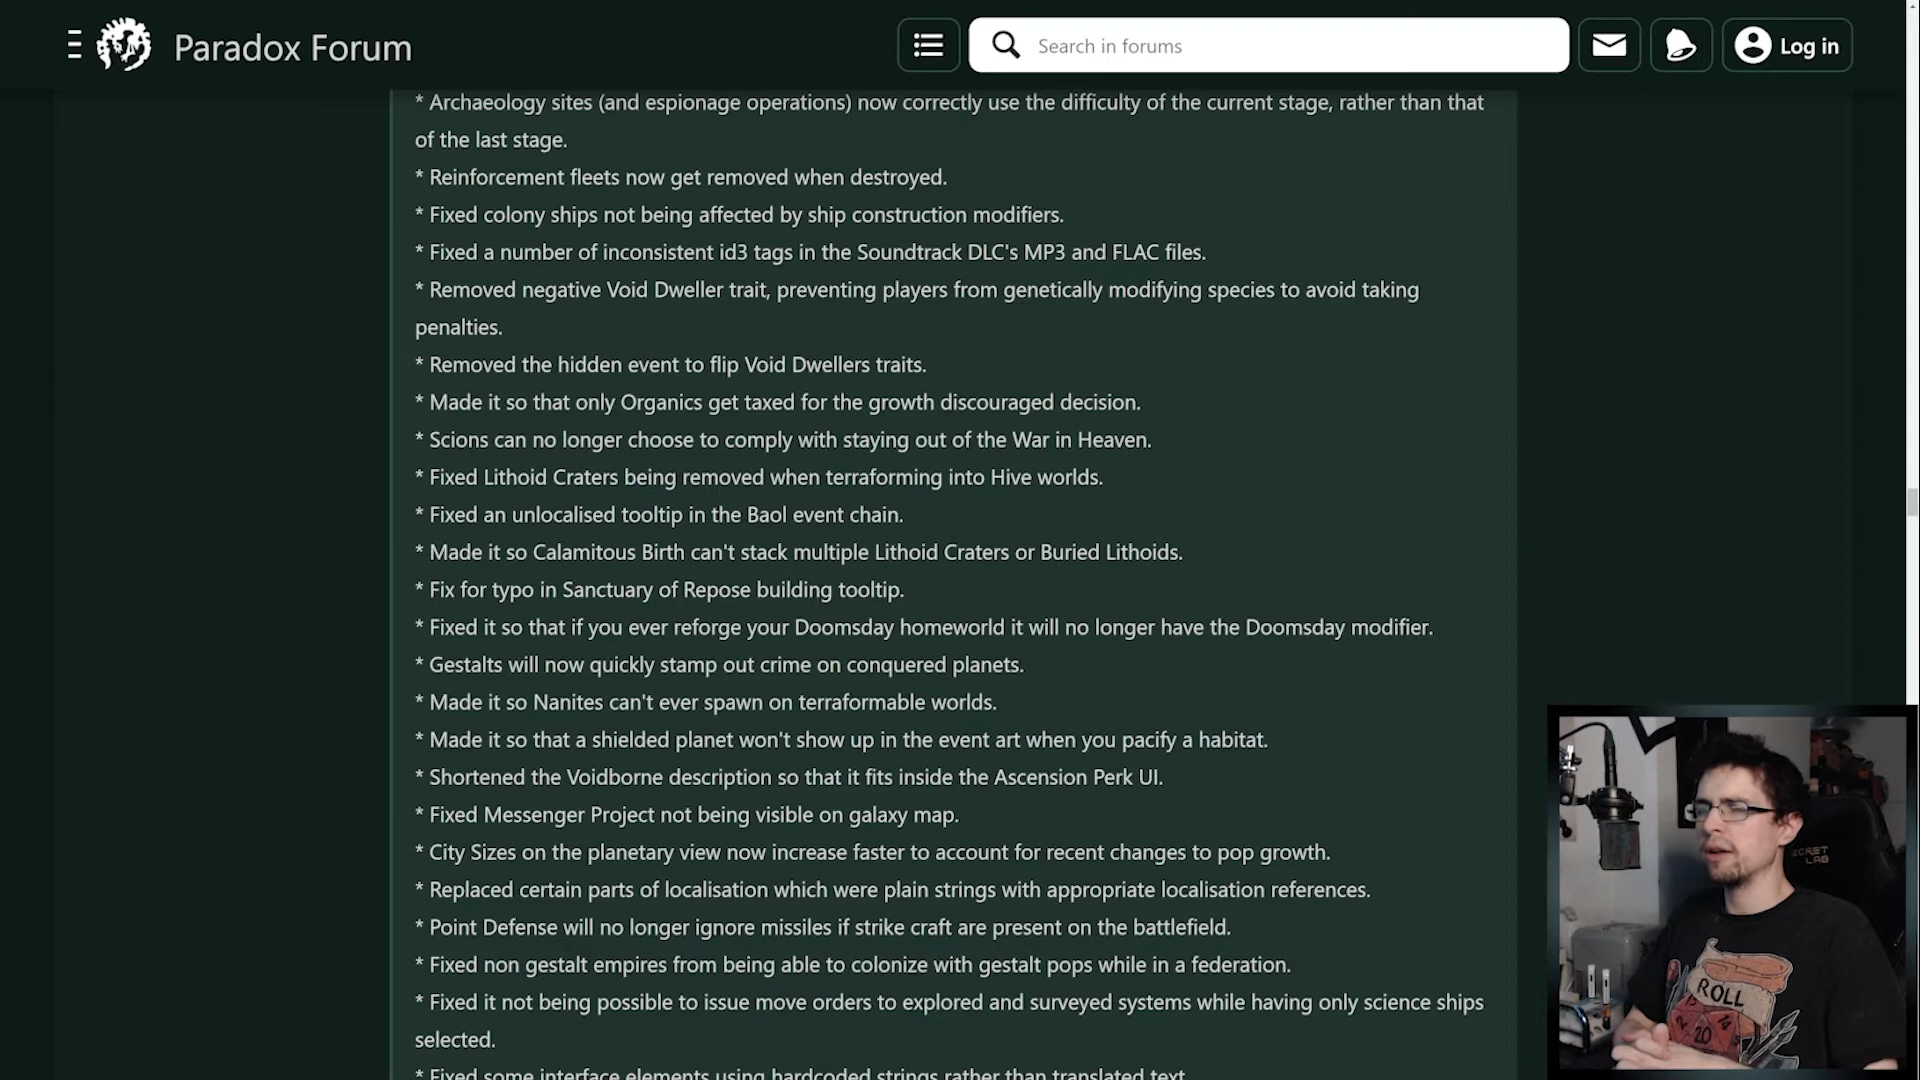 Paradox Forum
Search in forums
Log in
* Archaeology sites (and espionage operations) now correctly use the difficulty of the current stage, rather than that
of the last stage.
* Reinforcement fleets now get removed when destroyed.
* Fixed colony ships not being affected by ship construction modifiers.
* Fixed a number of inconsistent id3 tags in the Soundtrack DLC's MP3 and FLAC files.
* Removed negative Void Dweller trait, preventing players from genetically modifying species to avoid taking
penalties.
* Removed the hidden event to flip Void Dwellers traits.
* Made it so that only Organics get taxed for the growth discouraged decision.
* Scions can no longer choose to comply with staying out of the War in Heaven.
* Fixed Lithoid Craters being removed when terraforming into Hive worlds.
* Fixed an unlocalised tooltip in the Baol event chain.
* Made it so Calamitous Birth can't stack multiple Lithoid Craters or Buried Lithoids.
* Fix for typo in Sanctuary of Repose building tooltip.
* Fixed it so that if you ever reforge your Doomsday homeworld it will no longer have the Doomsday modifier.
* Gestalts will now quickly stamp out crime on conquered planets.
* Made it so Nanites can't ever spawn on terraformable worlds.
* Made it so that a shielded planet won't show up in the event art when you pacify a habitat.
* Shortened the Voidborne description so that it fits inside the Ascension Perk UI.
* Fixed Messenger Project not being visible on galaxy map.
* City Sizes on the planetary view now increase faster to account for recent changes to pop growth.
* Replaced certain parts of localisation which were plain strings with appropriate localisation references.
* Point Defense will no longer ignore missiles if strike craft are present on the battlefield.
* Fixed non gestalt empires from being able to colonize with gestalt pops while in a federation.
* Fixed it not being possible to issue move orders to explored and surveyed systems while having only science ships
selected.
* Fixed some interface elements using hardcoded strings rather than translated text
SECRET
LAB
ROLL
2
20
14